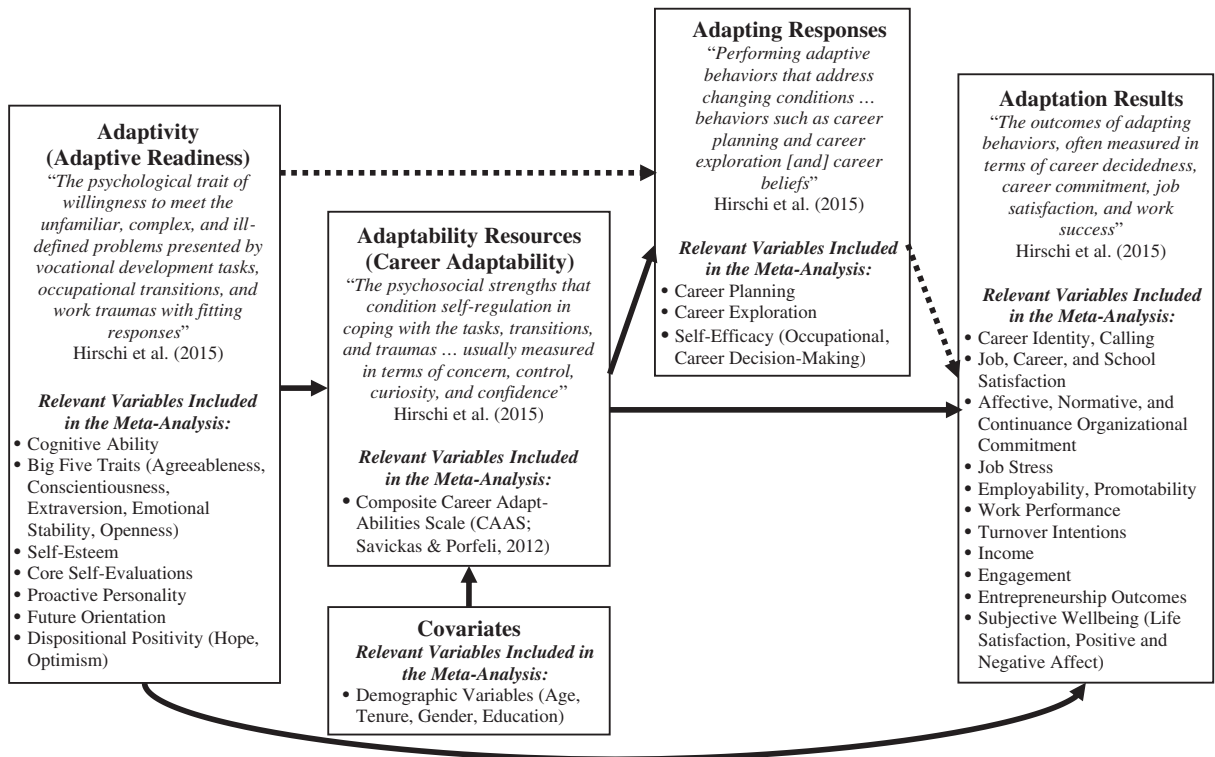 Adaptivity
(Adaptive Readiness)
“The psychological trait of
willingness to meet the
unfamiliar, complex, and ill-
defined problems presented by
vocational development tasks,
occupational transitions, and
work traumas with fitting
responses”
Hirschi et al. (2015)
Relevant Variables Included
in the Meta-Analysis:
• Cognitive Ability
• Big Five Traits (Agreeableness,
Conscientiousness,
Extraversion, Emotional
Stability, Openness)
• Self-Esteem
• Core Self-Evaluations
• Proactive Personality
• Future Orientation
• Dispositional Positivity (Hope,
Optimism)
Adaptability Resources
(Career Adaptability)
“The psychosocial strengths that
condition self-regulation in
coping with the tasks, transitions,
and traumas … usually measured
in terms of concern, control,
curiosity, and confidence”
Hirschi et al. (2015)
Relevant Variables Included
in the Meta-Analysis:
• Composite Career Adapt-
Abilities Scale (CAAS;
Savickas & Porfeli, 2012)
Covariates
Relevant Variables Included in
the Meta-Analysis:
• Demographic Variables (Age,
Tenure, Gender, Education)
Adapting Responses
“Performing adaptive
behaviors that address
changing conditions …
behaviors such as career
planning and career
exploration [and] career
beliefs”
Hirschi et al. (2015)
Relevant Variables Included
in the Meta-Analysis:
• Career Planning
• Career Exploration
• Self-Efficacy (Occupational,
Career Decision-Making)
Adaptation Results
“The outcomes of adapting
behaviors, often measured in
terms of career decidedness,
career commitment, job
satisfaction, and work
success”
Hirschi et al. (2015)
Relevant Variables Included
in the Meta-Analysis:
• Career Identity, Calling
• Job, Career, and School
Satisfaction
• Affective, Normative, and
Continuance Organizational
Commitment
• Job Stress
• Employability, Promotability
• Work Performance
• Turnover Intentions
• Income
• Engagement
• Entrepreneurship Outcomes
• Subjective Wellbeing (Life
Satisfaction, Positive and
Negative Affect)